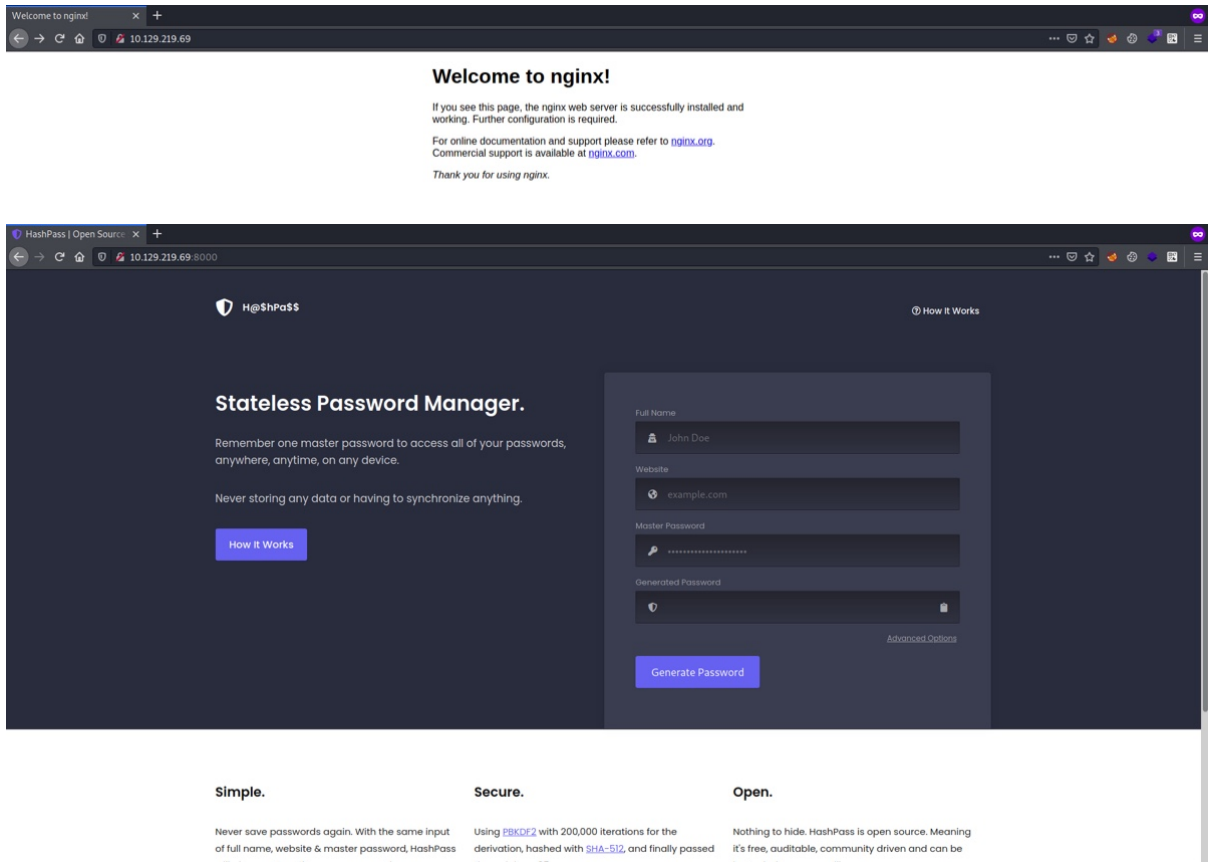 Welcome to nginx!
10.129.219.69
Welcome to nginx!
If you see this page, the nginx web server is successfully installed and
working. Further configuration is required.
For online documentation and support please refer to nginx.org.
Commercial support is available at nginx.com.
Thank you for using nginx.
HashPass | Open Source
10.129.219.69:8000
H@$hPa$$
How It Works
Stateless Password Manager.
Remember one master password to access all of your passwords,
anywhere, anytime, on any device.
Never storing any data or having to synchronize anything.
How It Works
Full Name
John Doe
Website
example.com
Master Password
Generated Password
Advanced Options
Generate Password
Simple.
Never save passwords again. With the same input
of full name, website & master password, HashPass
Secure.
Using PBKDF2 with 200,000 iterations for the
derivation, hashed with SHA-512, and finally passed
Open.
Nothing to hide. HashPass is open source. Meaning
it's free, auditable, community driven and can be